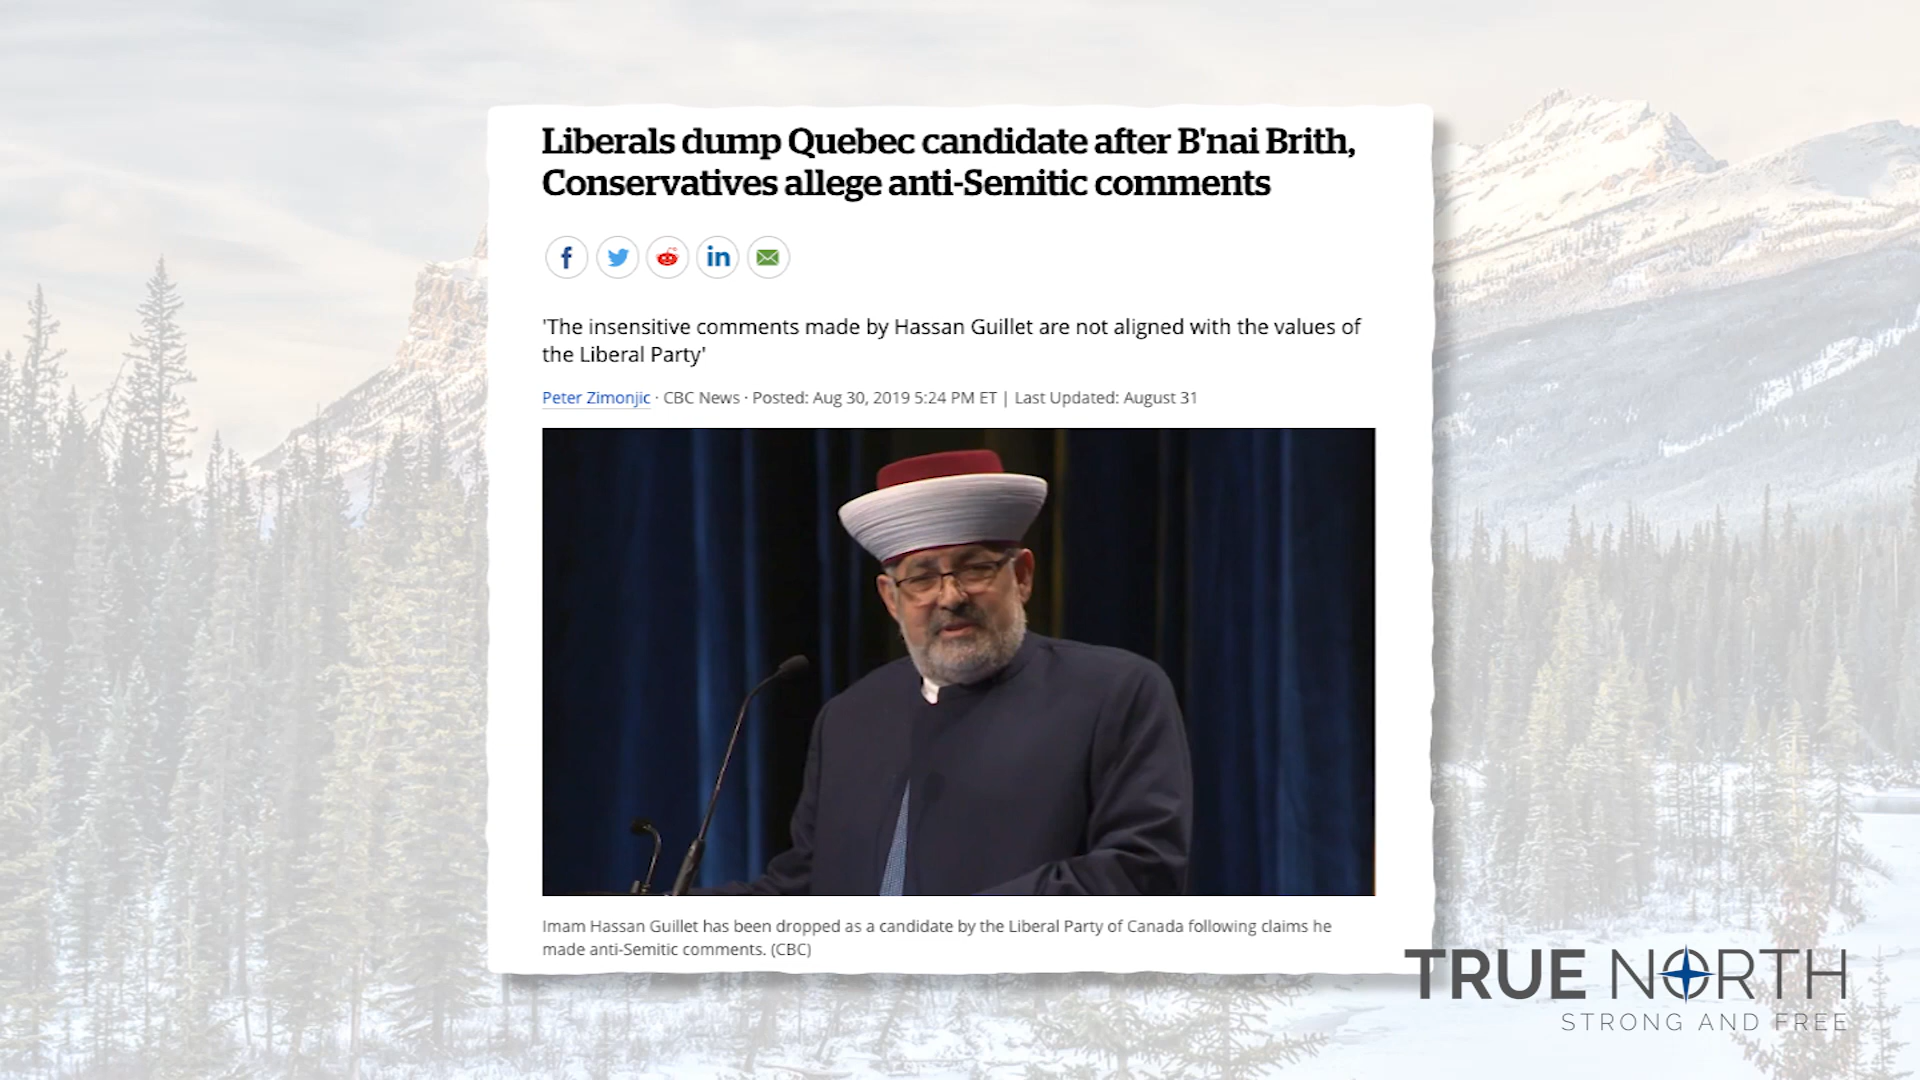 Liberals dump Quebec candidate after B'nai Brith,
Conservatives allege anti-Semitic comments
'The insensitive comments made by Hassan Guillet are not aligned with the values of
the Liberal Party'
Peter Zimonjic · CBC News · Posted: Aug 30, 2019 5:24 PM ET | Last Updated: August 31
Imam Hassan Guillet has been dropped as a candidate by the Liberal Party of Canada following claims he
made anti-Semitic comments. (CBC)
TRUE NORTH
STRONG AND FREE